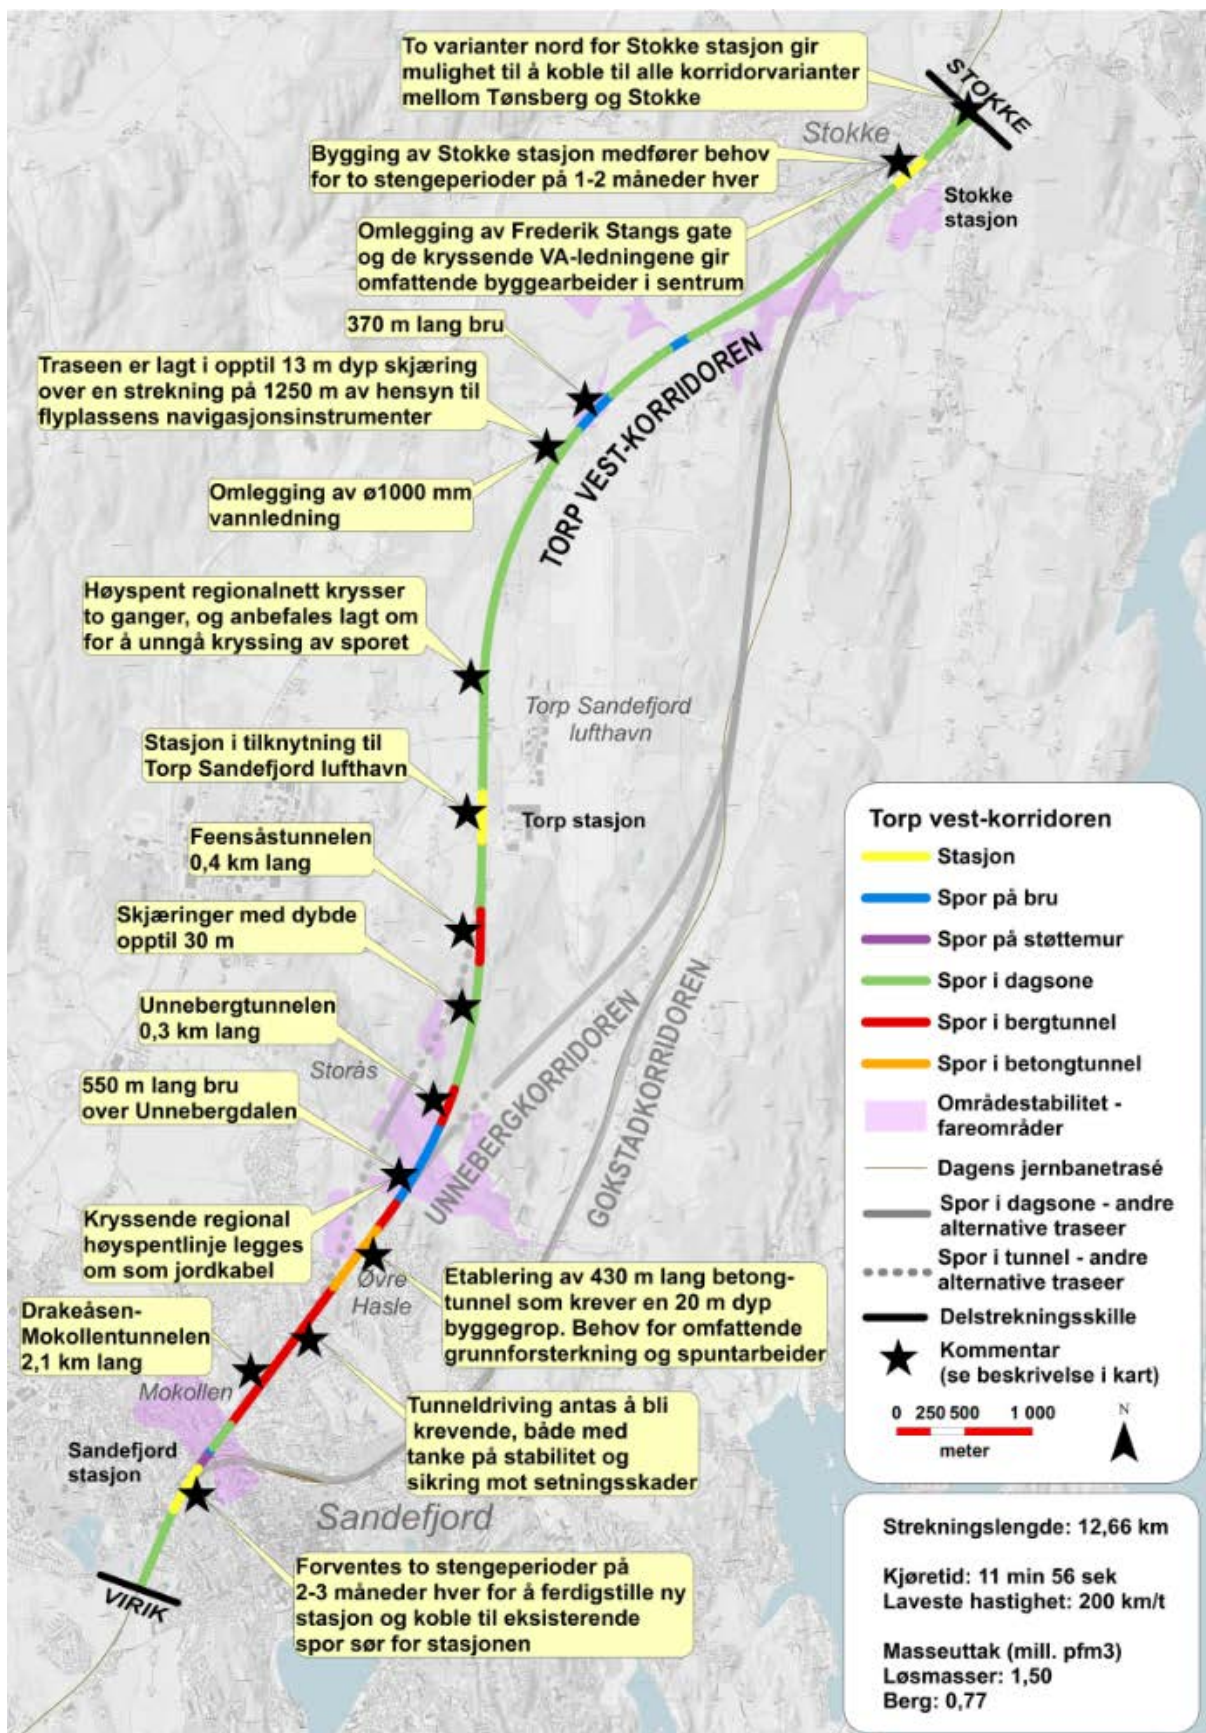 To varianter nord for Stokke stasjon gir
mulighet til å koble til alle korridorvarianter
mellom Tønsberg og Stokke
STOKKE
Stokke
Bygging av Stokke stasjon medfører behov
for to stengeperioder på 1-2 måneder hver
Stokke
stasjon
Omlegging av Frederik Stangs gate
og de kryssende VA-ledningene gir
omfattende byggearbeider i sentrum
370 m lang bru
Traseen er lagt i opptil 13 m dyp skjæring
over en strekning på 1250 m av hensyn til
flyplassens navigasjonsinstrumenter
TORP VEST-KORRIDOREN
Omlegging av ø1000 mm
vannledning
Høyspent regionalnett krysser
to ganger, og anbefales lagt om
for å unngå kryssing av sporet
Torp Sandefjord
lufthavn
Stasjon i tilknytning til
Torp Sandefjord lufthavn
Torp stasjon
Feensåstunnelen
0,4 km lang
Skjæringer med dybde
opptil 30 m
Unnebergtunnelen
0,3 km lang
Storås
UNNEBERGKORRIDOREN
GOKSTADKORRIDOREN
550 m lang bru
over Unnebergdalen
Kryssende regional
høyspentlinje legges
om som jordkabel
Øvre
Hasle
Etablering av 430 m lang betong-
tunnel som krever en 20 m dyp
byggegrop. Behov for omfattende
grunnforsterkning og spuntarbeider
Drakeåsen-
Mokollentunnelen
2,1 km lang
Mokollen
Tunneldriving antas å bli
krevende, både med
tanke på stabilitet og
sikring mot setningsskader
Sandefjord
stasjon
Sandefjord
Forventes to stengeperioder på
2-3 måneder hver for å ferdigstille ny
stasjon og koble til eksisterende
spor sør for stasjonen
VIRIK
Torp vest-korridoren
Stasjon
Spor på bru
Spor på støttemur
Spor i dagsone
Spor i bergtunnel
Spor i betongtunnel
Områdestabilitet -
fareområder
Dagens jernbanetrasé
Spor i dagsone - andre
alternative traseer
Spor i tunnel - andre
alternative traseer
Delstrekningsskille
Kommentar
(se beskrivelse i kart)
0 250 500 1 000
meter
N
Strekningslengde: 12,66 km
Kjøretid: 11 min 56 sek
Laveste hastighet: 200 km/t
Masseuttak (mill. pfm3)
Løsmasser: 1,50
Berg: 0,77